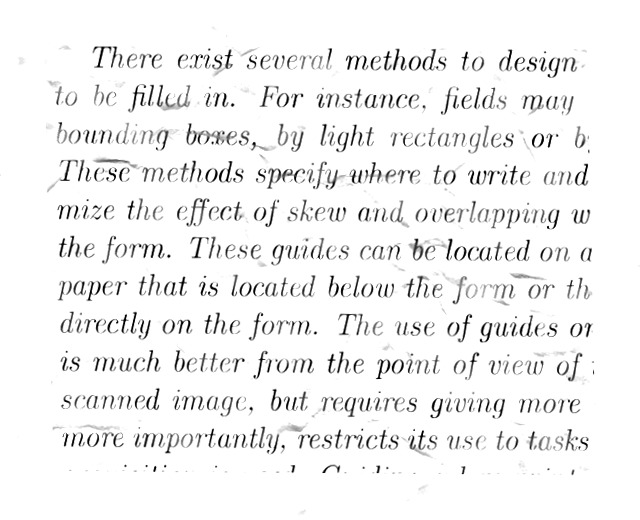 There exist several methods to design
to be filled in. For instance, fields may
bounding boxes, by light rectangles or b
These methods specify where to write and
mize the effect of skew and overlapping w
the form. These guides can be located on a
paper that is located below the form or th
directly on the form. The use of guides on
is much better from the point of view of
scanned image, but requires giving more
more importantly, restricts its use to tasks